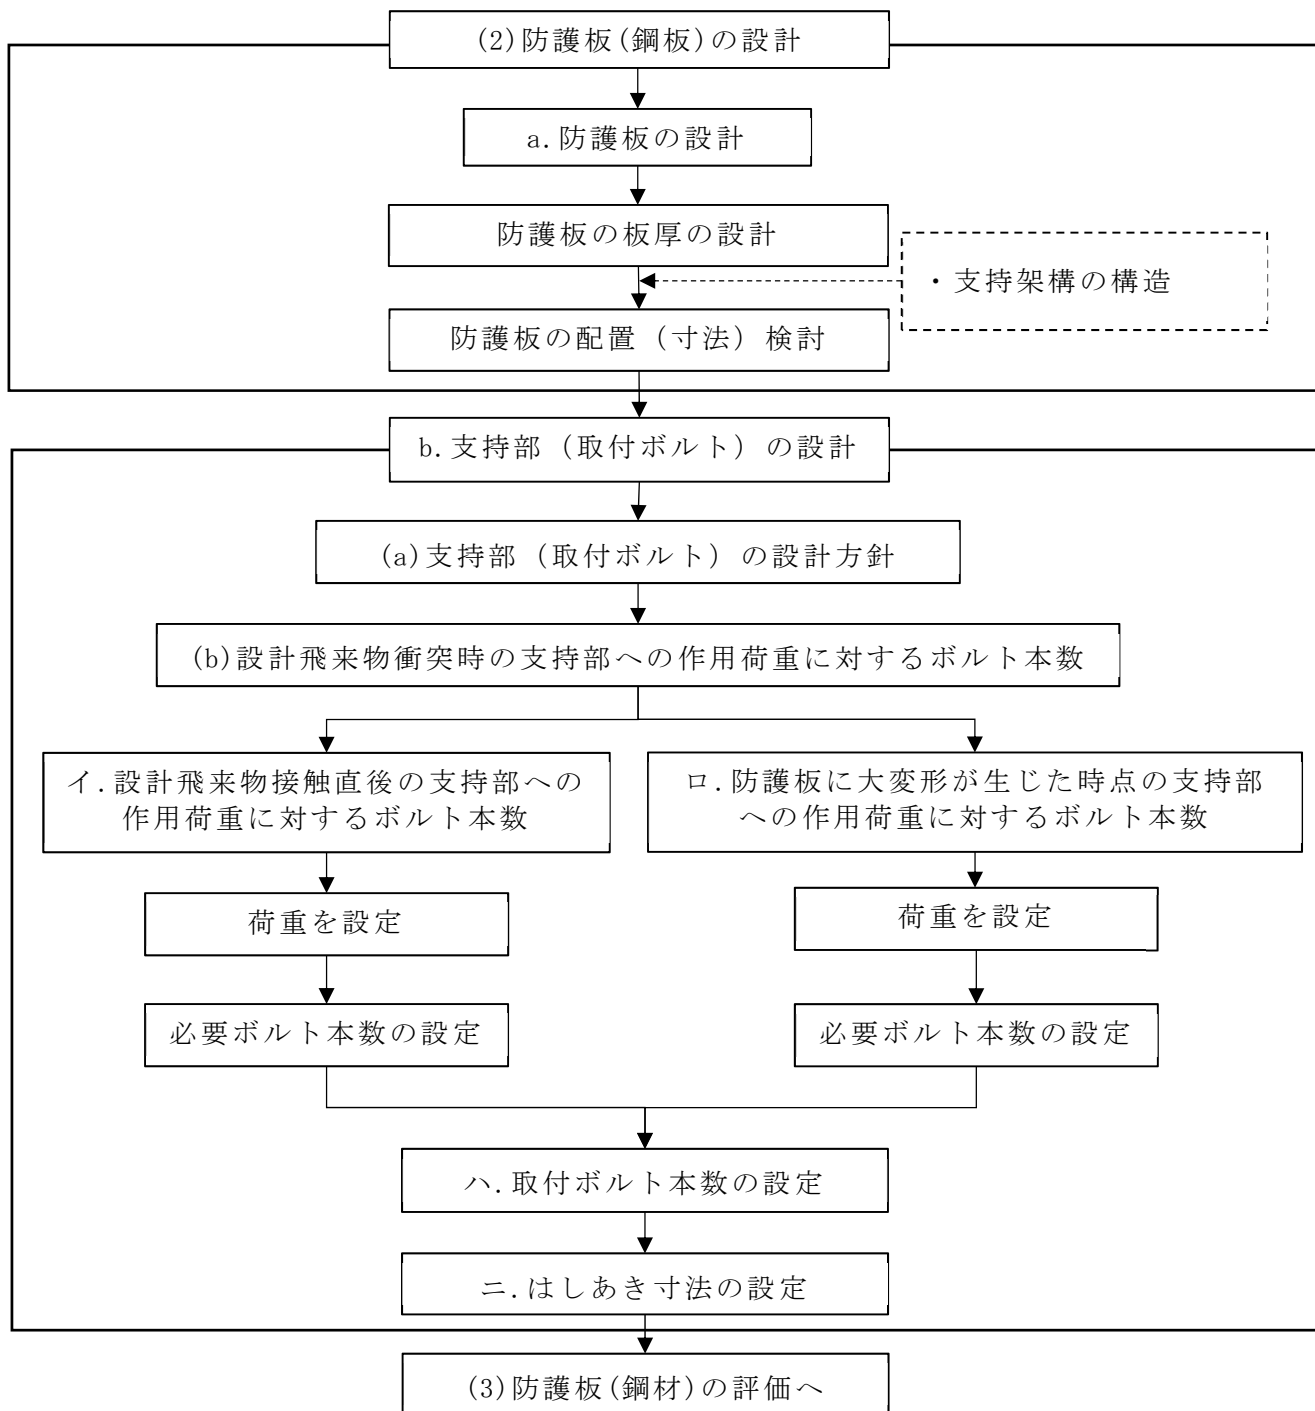 (2)防護板(鋼板)の設計
a.防護板の設計
防護板の板厚の設計
・支持架構の構造
防護板の配置（寸法）検討
b.支持部（取付ボルト）の設計
(a)支持部（取付ボルト）の設計方針
(b)設計飛来物衝突時の支持部への作用荷重に対するボルト本数
イ.設計飛来物接触直後の支持部への
作用荷重に対するボルト本数
ロ.防護板に大変形が生じた時点の支持部
への作用荷重に対するボルト本数
荷重を設定
荷重を設定
必要ボルト本数の設定
必要ボルト本数の設定
ハ.取付ボルト本数の設定
ニ.はしあき寸法の設定
(3)防護板(鋼材)の評価へ